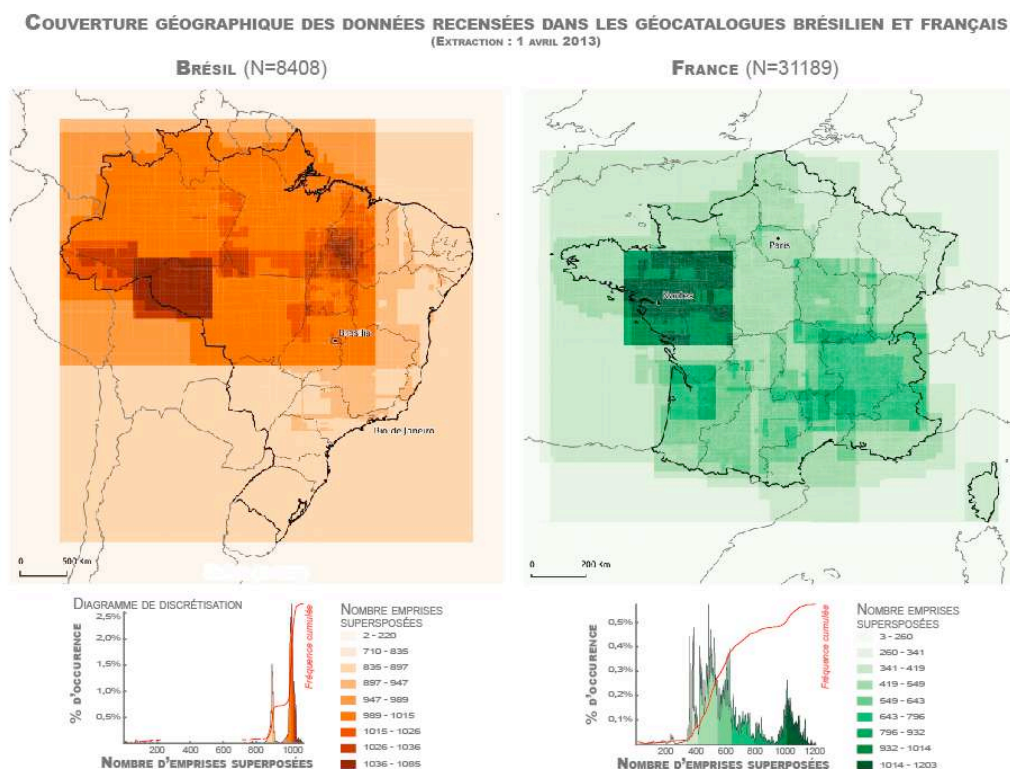 COUVERTURE GÉOGRAPHIQUE DES DONNÉES RECENSÉES DANS LES GÉOCATALOGUES BRÉSILIEN ET FRANÇAIS
(EXTRACTION : 1 AVRIL 2013)
BRÉSIL (N=8408)
FRANCE (N=31189)
Brasília
Rio de Janeiro
0 500 Km
Paris
Nantes
0 200 Km
DIAGRAMME DE DISCRÉTISATION
% D'OCCURENCE
2,5%
2,0%
1,5%
1,0%
0,5%
0 200 400 600 800 1000
NOMBRE D'EMPRISES SUPERPOSÉES
Fréquence cumulée
NOMBRE EMPRISES
SUPERSPOSÉES
2 - 220
710 - 835
835 - 897
897 - 947
947 - 989
989 - 1015
1015 - 1026
1026 - 1036
1036 - 1085
% D'OCCURENCE
0,5%
0,4%
0,3%
0,2%
0,1%
0 200 400 600 800 1000 1200
NOMBRE D'EMPRISES SUPERPOSÉES
Fréquence cumulée
NOMBRE EMPRISES
SUPERSPOSÉES
3 - 260
260 - 341
341 - 419
419 - 549
549 - 643
643 - 796
796 - 932
932 - 1014
1014 - 1203